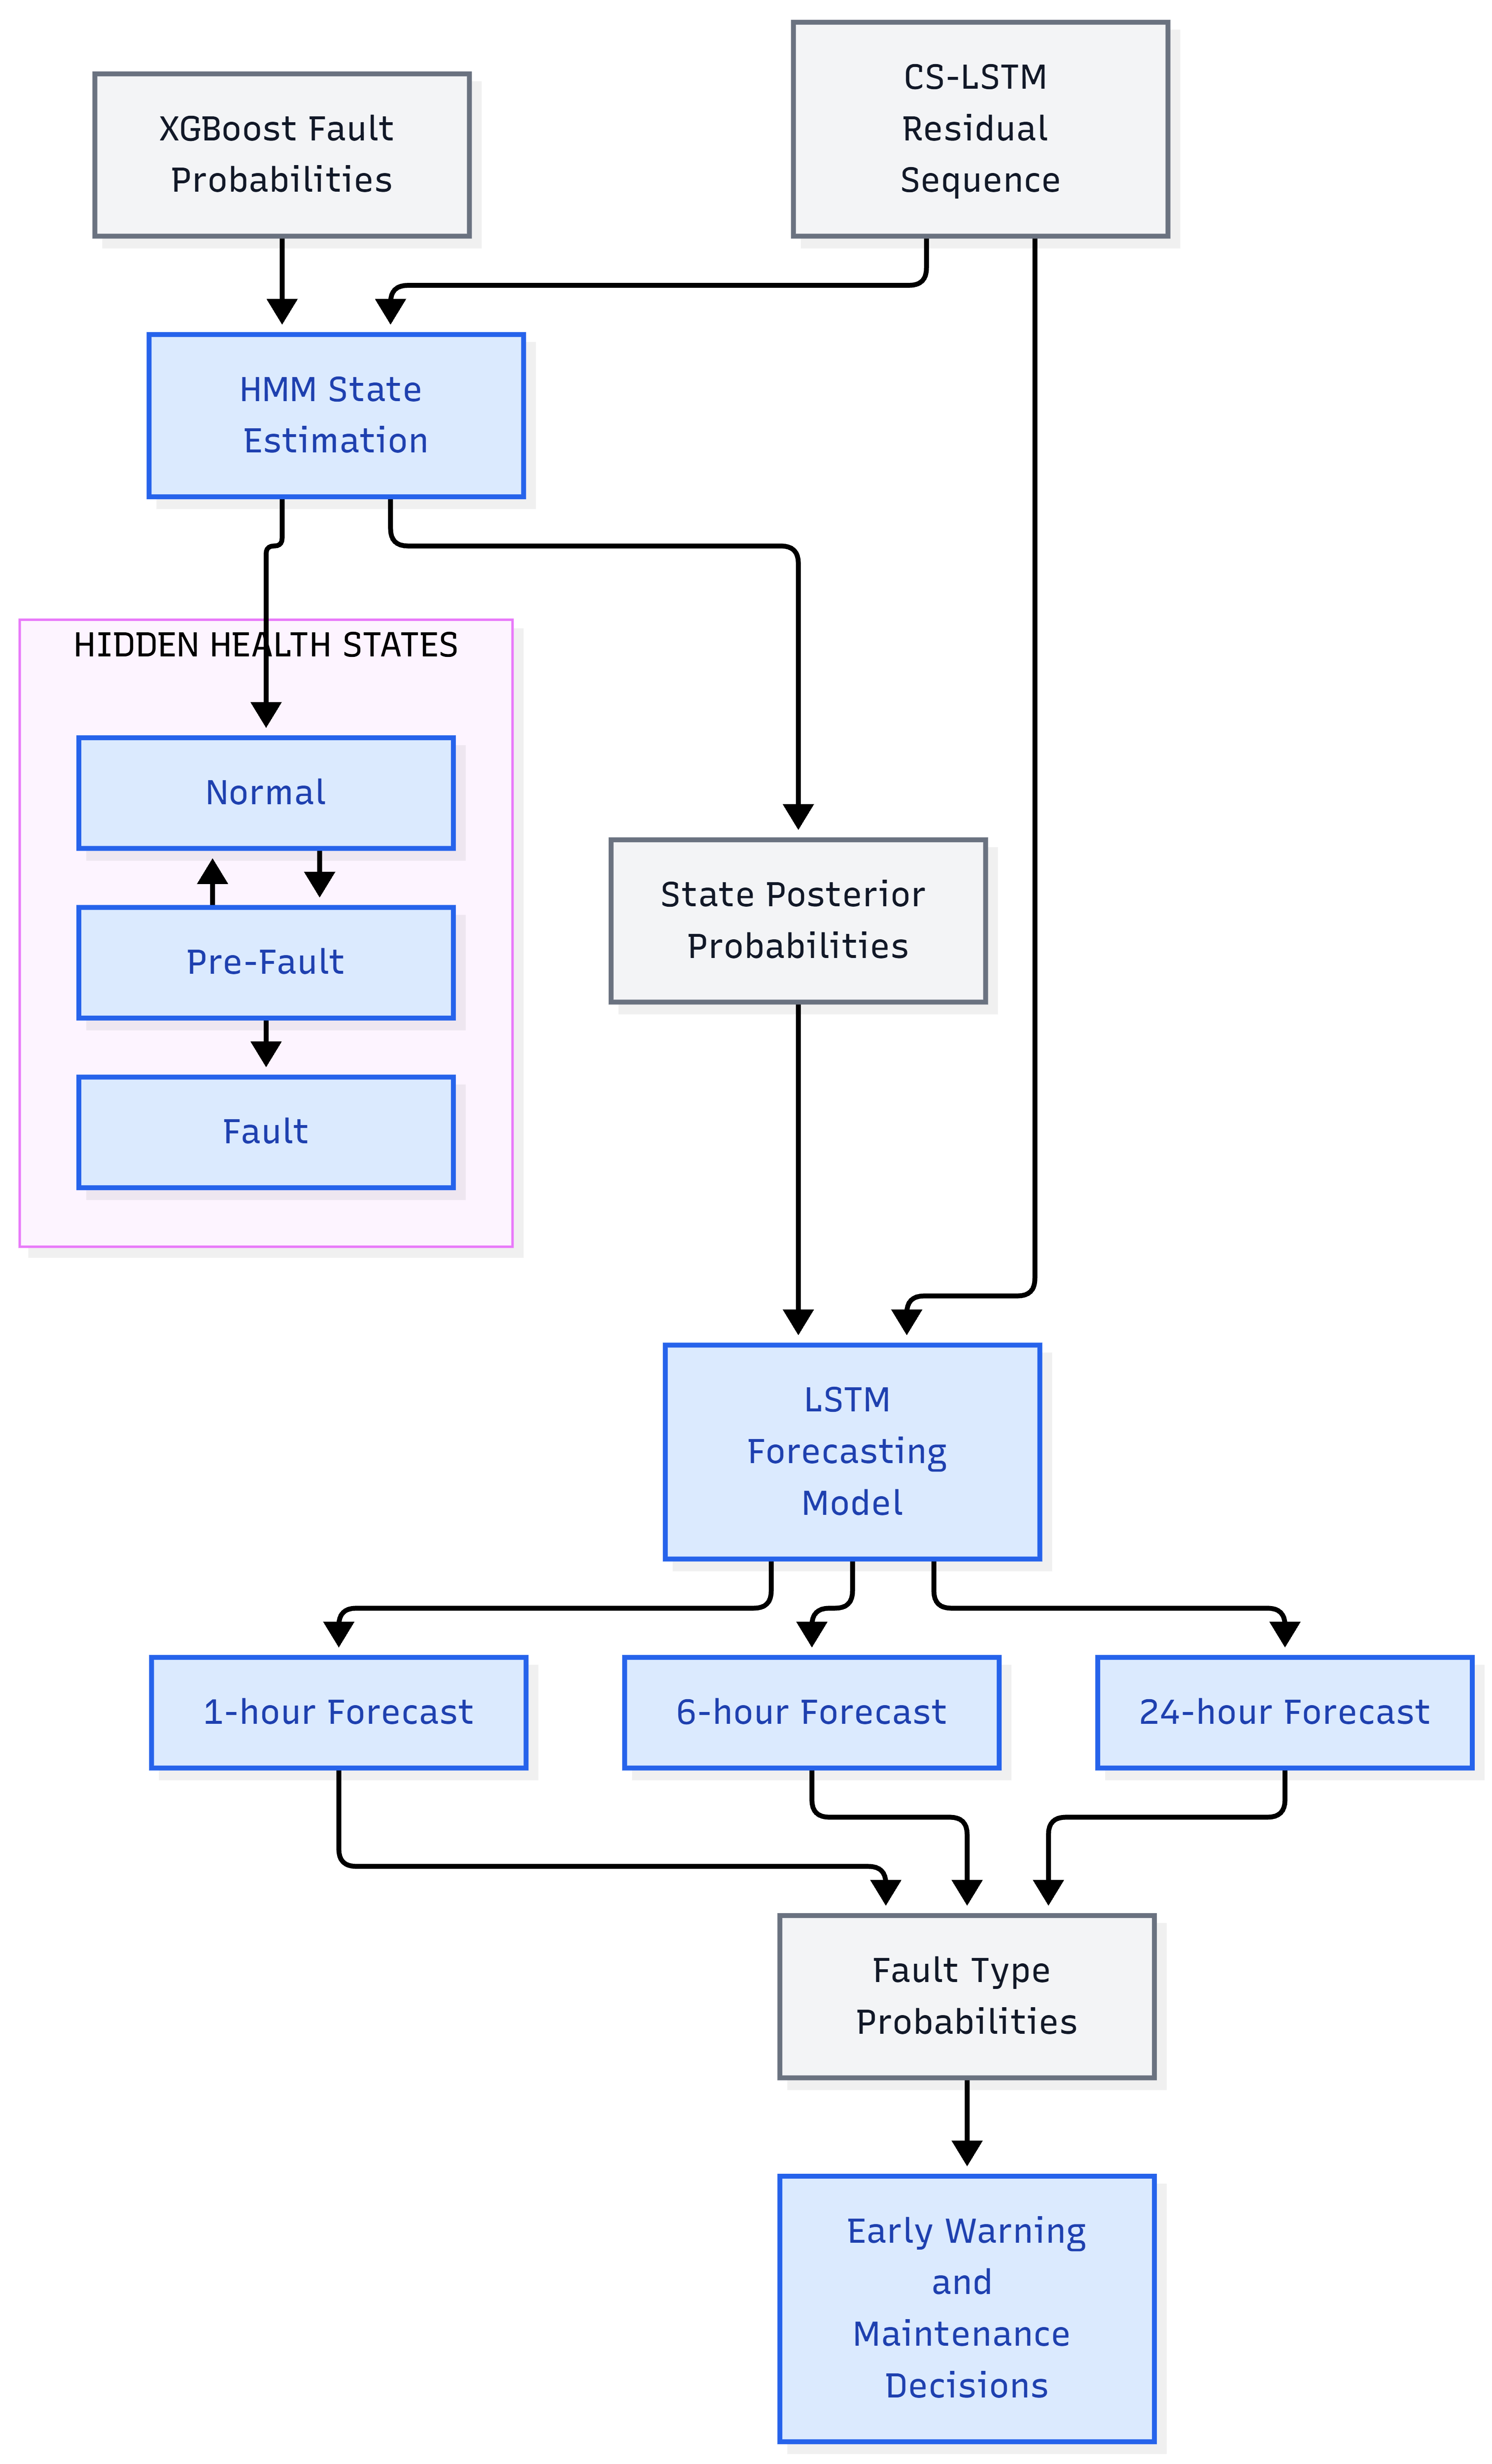 XGBoost Fault
Probabilities
CS-LSTM
Residual
Sequence
HMM State
Estimation
HIDDEN HEALTH STATES
Normal
Pre-Fault
Fault
State Posterior
Probabilities
LSTM
Forecasting
Model
1-hour Forecast
6-hour Forecast
24-hour Forecast
Fault Type
Probabilities
Early Warning
and
Maintenance
Decisions